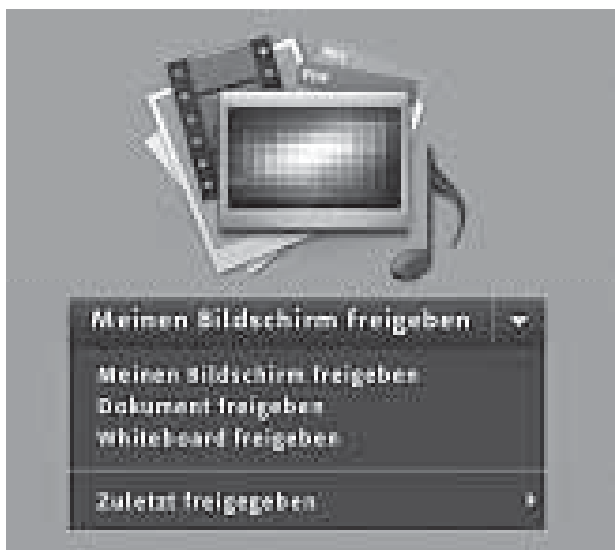 Meinen Bildschirm freigeben
Meinen Bildschirm freigeben
Dokument freigeben
Whiteboard freigeben
Zuletzt freigegeben